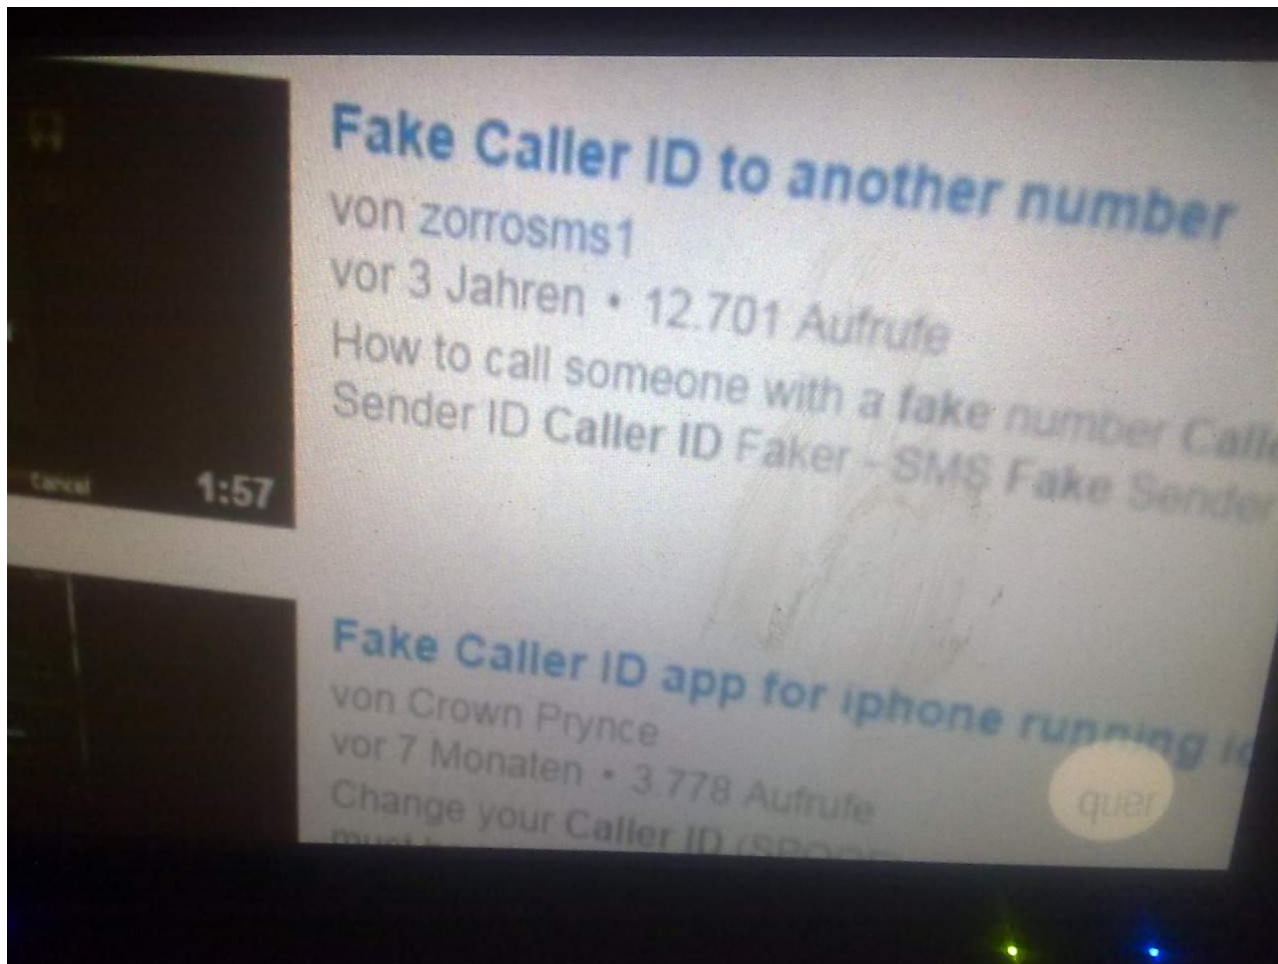 Fake Caller ID to another number
von zorrosms1
vor 3 Jahren • 12.701 Aufrufe
How to call someone with a fake number
Sender ID Caller ID Faker - SMS Fake Sender
Cancel
1:57
Fake Caller ID app for iphone running
von Crown Prynce
vor 7 Monaten • 3.778 Aufrufe
Change your Caller ID
quer